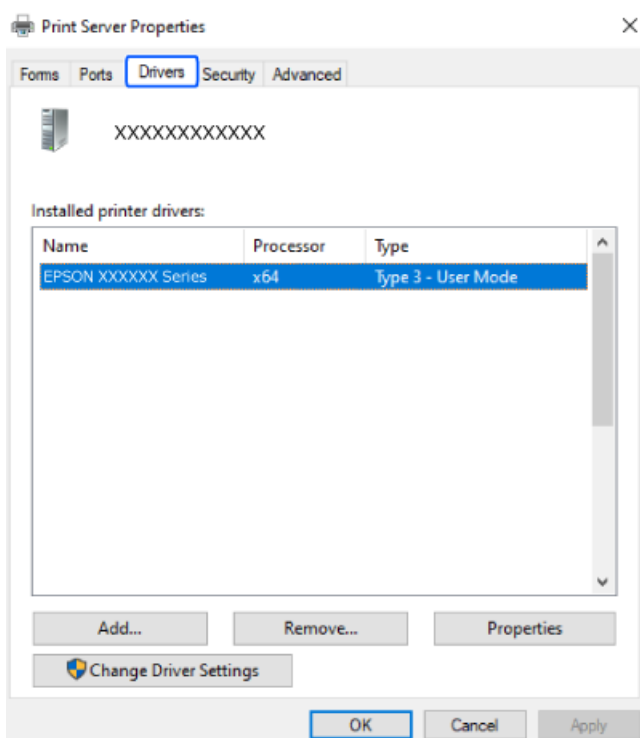 Print Server Properties
Forms Ports Drivers Security Advanced
XXXXXXXXXXXX
Installed printer drivers:
Name Processor Type
EPSON XXXXXX Series x64 Type 3 - User Mode
Add... Remove... Properties
Change Driver Settings
OK Cancel Apply